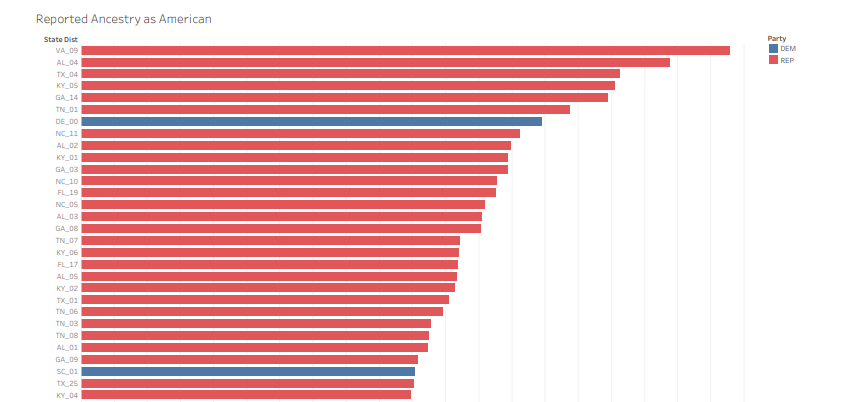 Reported Ancestry as American
State Dist
VA_09
AL_04
TX_04
KY_05
GA_14
TN_01
DE_00
NC_11
AL_02
KY_01
GA_03
NC_10
FL_19
NC_05
AL_03
GA_08
TN_07
KY_06
FL_17
AL_05
KY_02
TX_01
TN_06
TN_03
TN_08
AL_01
GA_09
SC_01
TX_25
KY_04
Party
DEM
REP